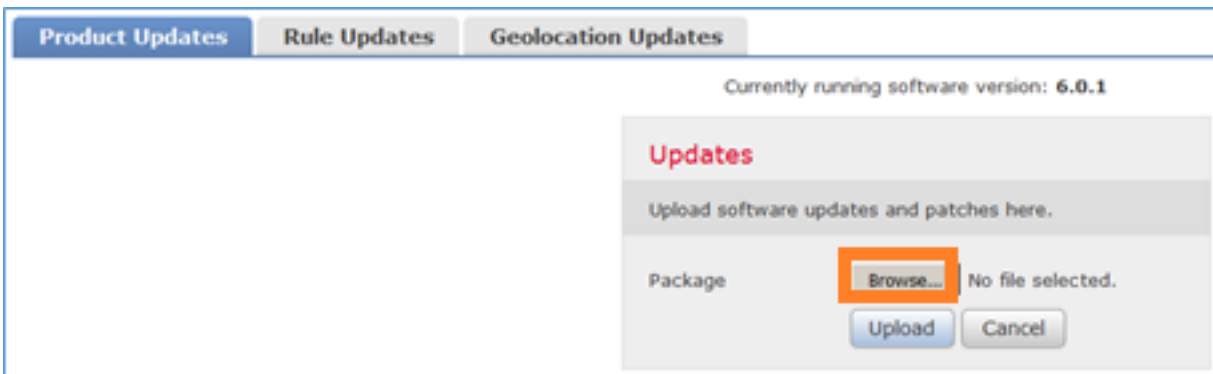 Product Updates Rule Updates Geolocation Updates
Currently running software version: 6.0.1
Updates
Upload software updates and patches here.
Package Browse... No file selected.
Upload Cancel